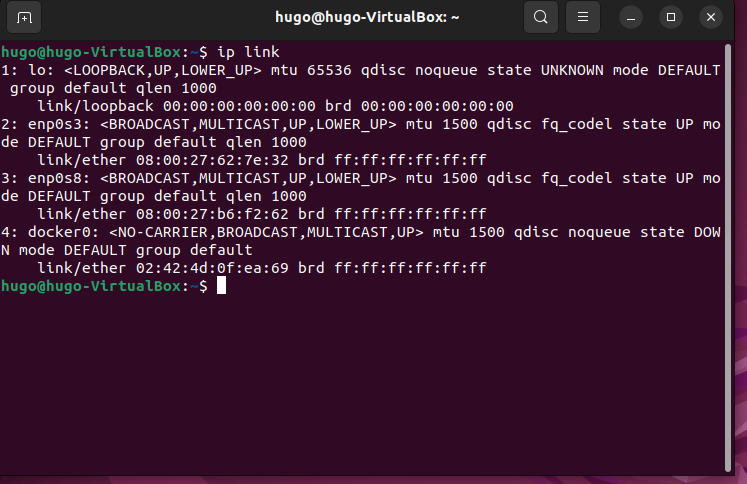 hugo@hugo-VirtualBox: ~
hugo@hugo-VirtualBox:~$ ip link
1: lo: <LOOPBACK,UP,LOWER_UP> mtu 65536 qdisc noqueue state UNKNOWN mode DEFAULT
 group default qlen 1000
    link/loopback 00:00:00:00:00:00 brd 00:00:00:00:00:00
2: enp0s3: <BROADCAST,MULTICAST,UP,LOWER_UP> mtu 1500 qdisc fq_codel state UP mo
de DEFAULT group default qlen 1000
    link/ether 08:00:27:62:7e:32 brd ff:ff:ff:ff:ff:ff
3: enp0s8: <BROADCAST,MULTICAST,UP,LOWER_UP> mtu 1500 qdisc fq_codel state UP mo
de DEFAULT group default qlen 1000
    link/ether 08:00:27:b6:f2:62 brd ff:ff:ff:ff:ff:ff
4: docker0: <NO-CARRIER,BROADCAST,MULTICAST,UP> mtu 1500 qdisc noqueue state DOW
N mode DEFAULT group default
    link/ether 02:42:4d:0f:ea:69 brd ff:ff:ff:ff:ff:ff
hugo@hugo-VirtualBox:~$